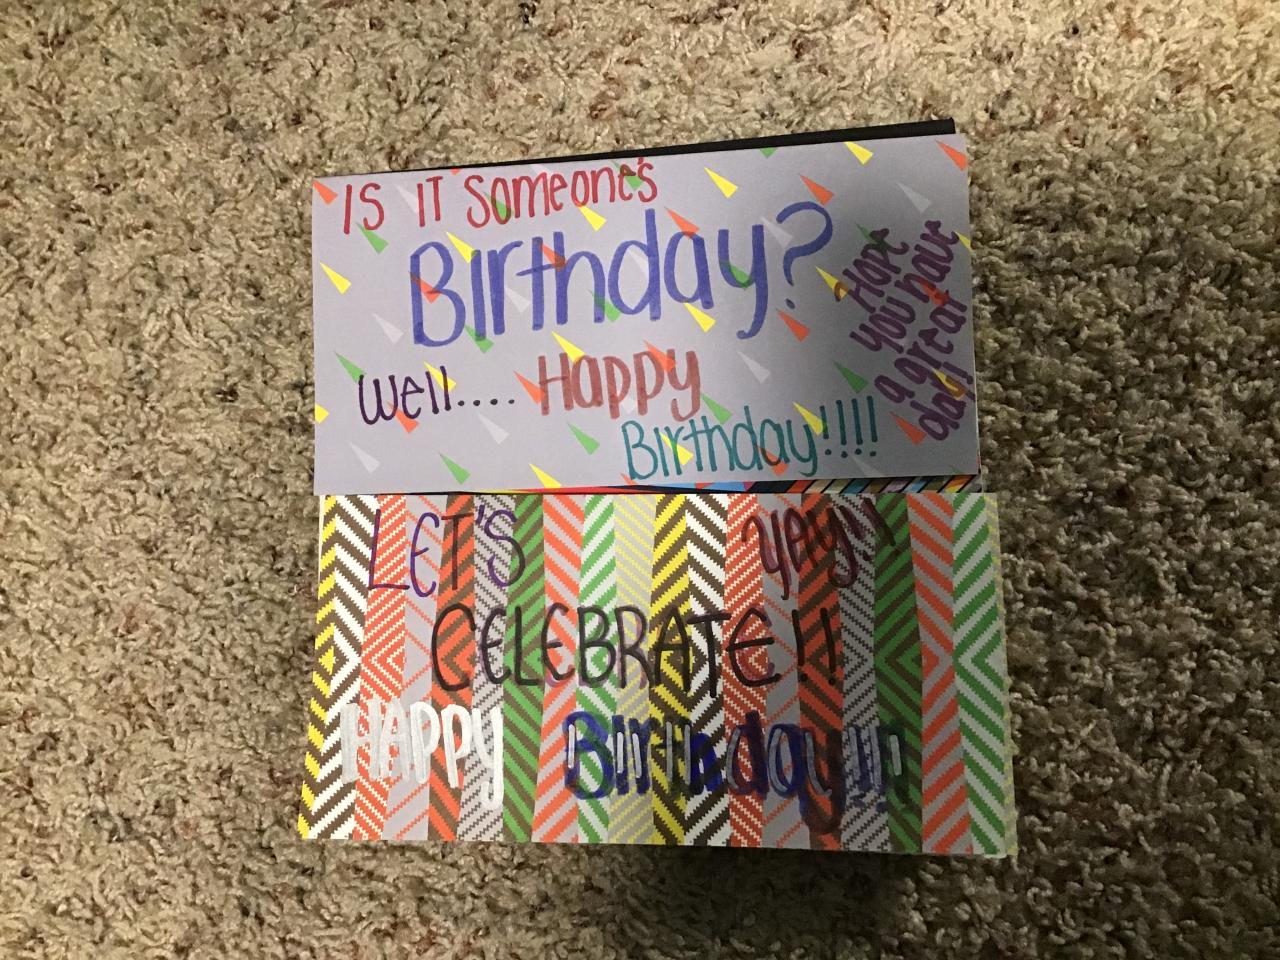 IS IT Someone's
Birthday?
Well.... Happy
Birthday!!!!
Hope
you have
a great
day!
LET'S YAY!!
CELEBRATE!!
HAPPY Birthday!!!